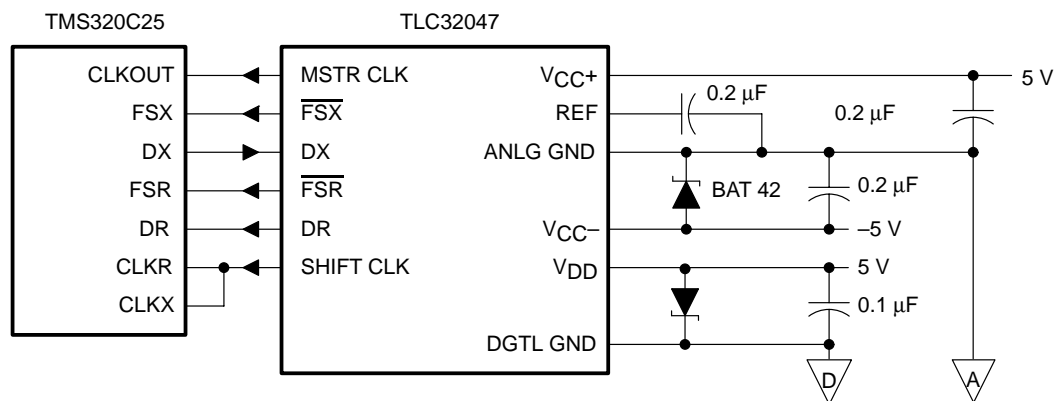 TMS320C25
TLC32047
CLKOUT
FSX
DX
FSR
DR
CLKR
CLKX
MSTR CLK
FSX
DX
FSR
DR
SHIFT CLK
VCC+
REF
ANLG GND
VCC–
VDD
DGTL GND
0.2 μF
0.2 μF
5 V
BAT 42
0.2 μF
–5 V
5 V
0.1 μF
D
A